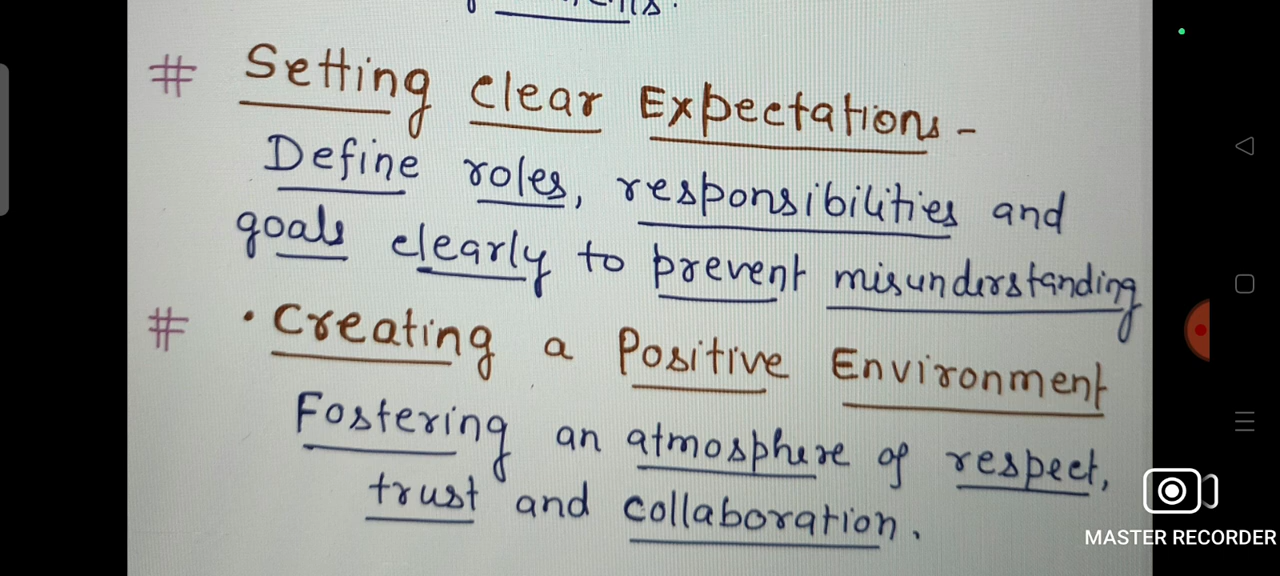 # Setting Clear Expectations -
Define roles, responsibilities and
goals clearly to prevent misunderstanding
# • Creating a Positive Environment
Fostering an atmosphere of respect,
trust and collaboration.
MASTER RECORDER